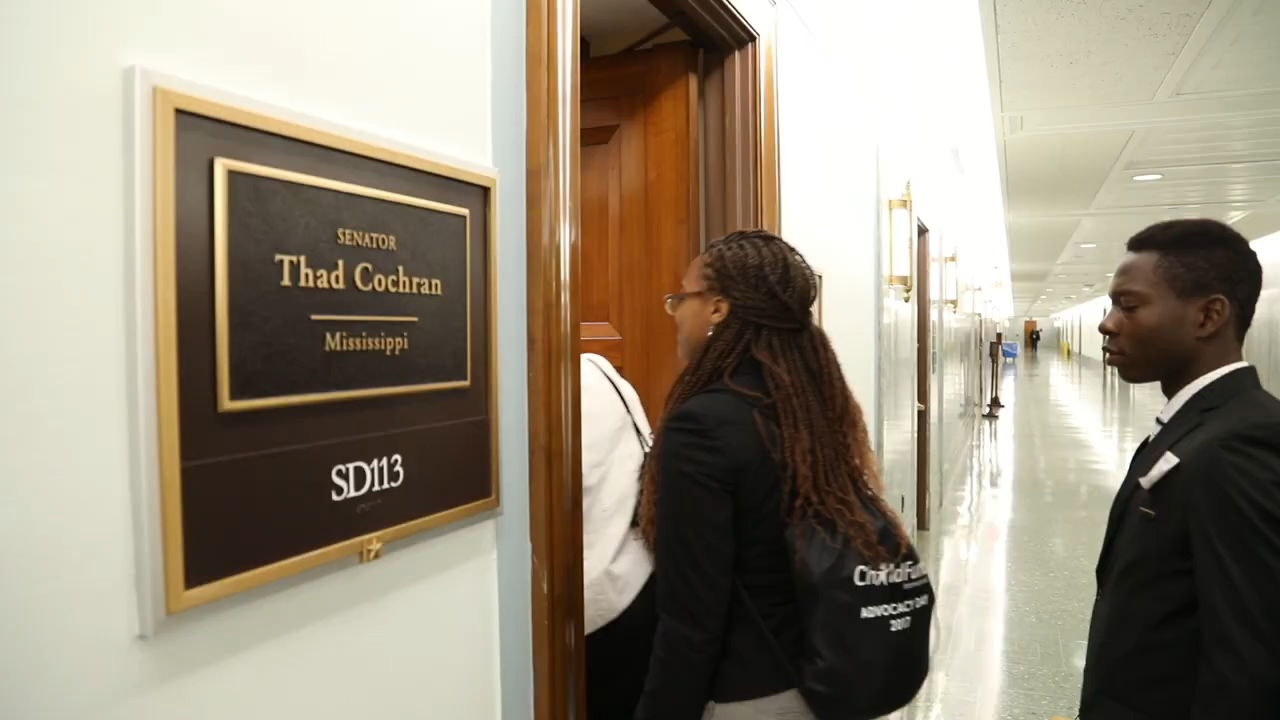 SENATOR
Thad Cochran
Mississippi
SD113
ChildFund
ADVOCACY DAY
2017